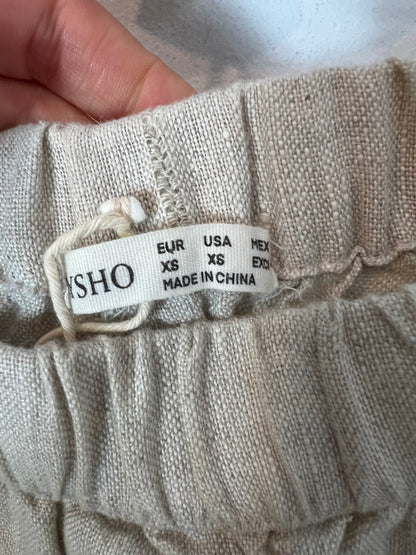 YSHO
EUR USA MEX
XS XS EXCH
MADE IN CHINA